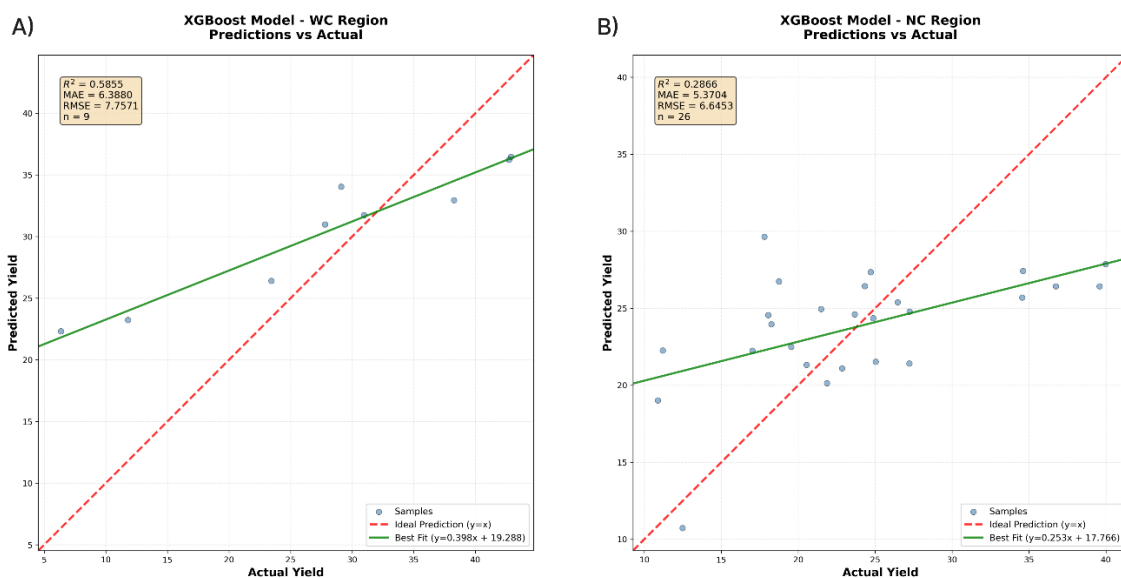 A)
XGBoost Model - WC Region
Predictions vs Actual
R² = 0.5855
MAE = 6.3880
RMSE = 7.7571
n = 9
Predicted Yield
40
35
30
25
20
15
10
5
5
10
15
20
25
30
35
40
Actual Yield
Samples
Ideal Prediction (y=x)
Best Fit (y=0.398x + 19.288)
B)
XGBoost Model - NC Region
Predictions vs Actual
R² = 0.2866
MAE = 5.3704
RMSE = 6.6453
n = 26
Predicted Yield
40
35
30
25
20
15
10
10
15
20
25
30
35
40
Actual Yield
Samples
Ideal Prediction (y=x)
Best Fit (y=0.253x + 17.766)